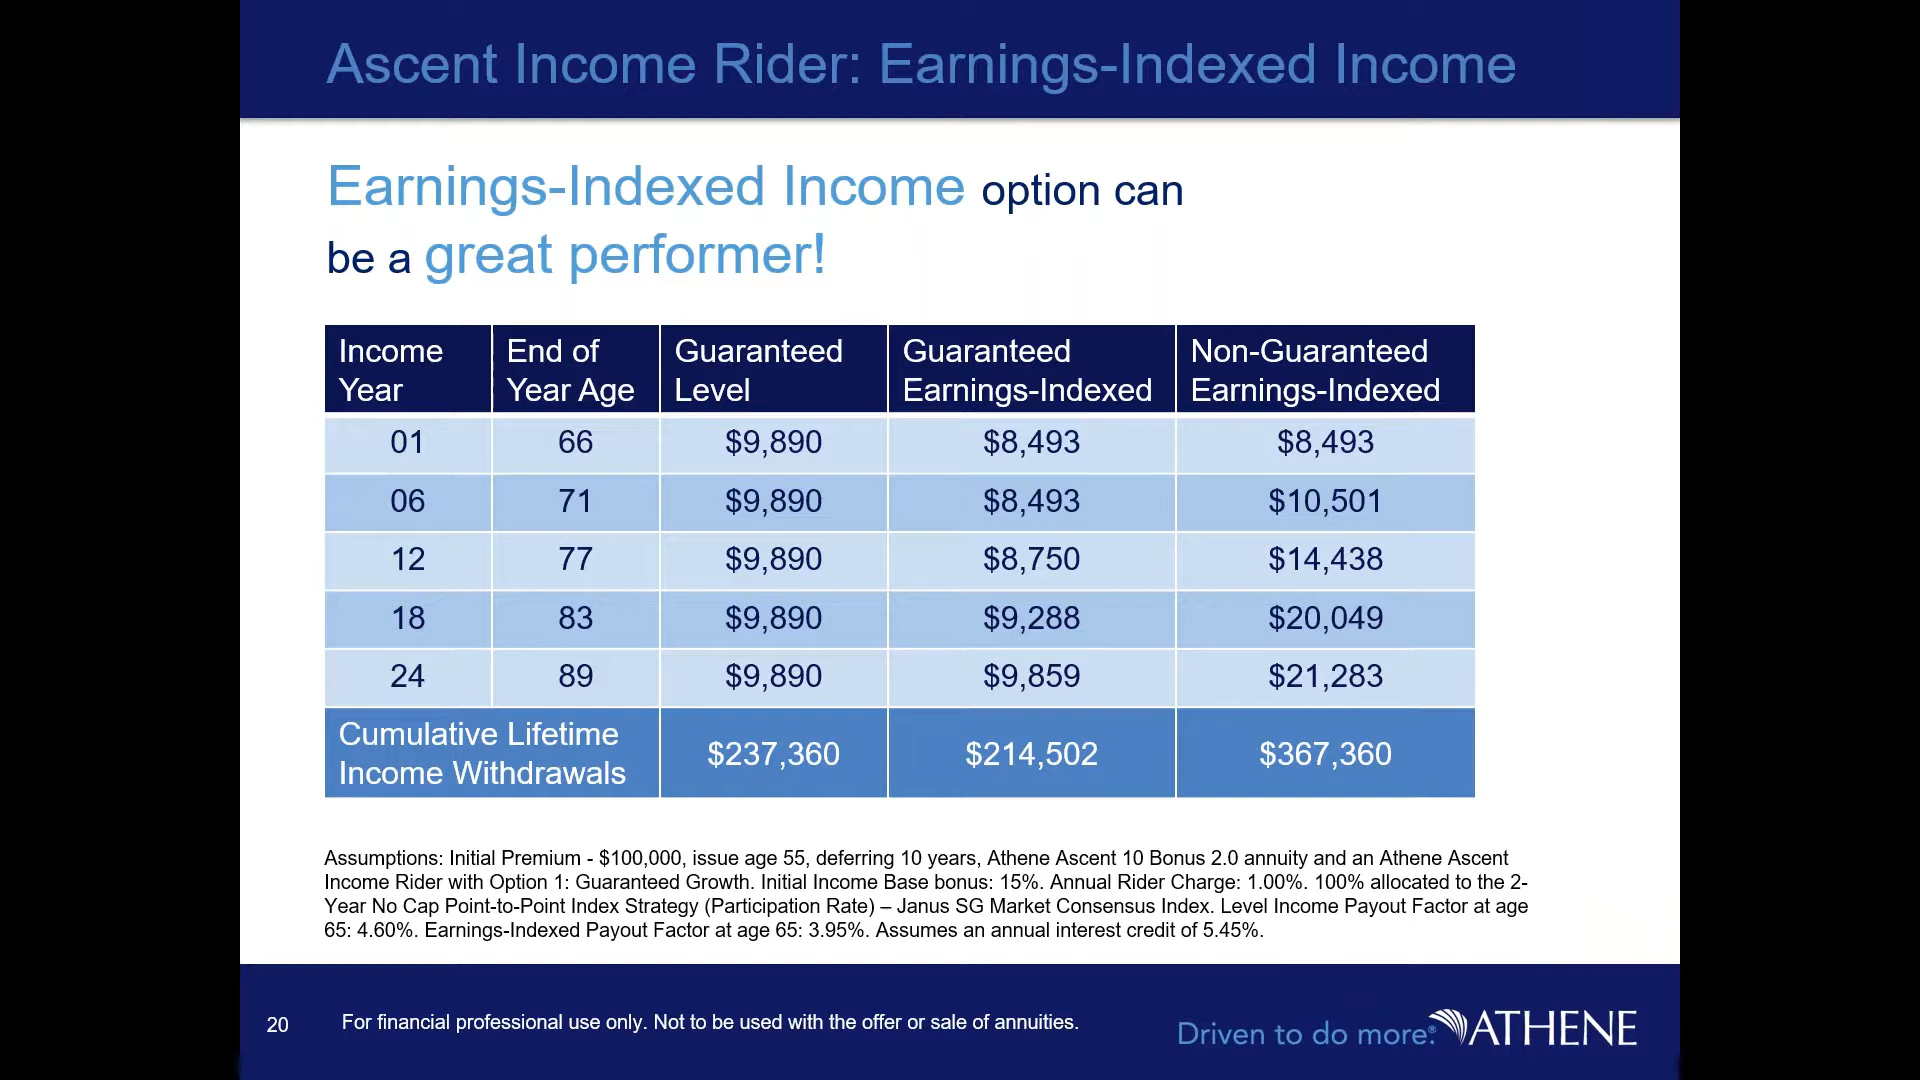 Ascent Income Rider: Earnings-Indexed Income
Earnings-Indexed Income option can
be a great performer!
Income Year | End of Year Age | Guaranteed Level | Guaranteed Earnings-Indexed | Non-Guaranteed Earnings-Indexed
01 | 66 | $9,890 | $8,493 | $8,493
06 | 71 | $9,890 | $8,493 | $10,501
12 | 77 | $9,890 | $8,750 | $14,438
18 | 83 | $9,890 | $9,288 | $20,049
24 | 89 | $9,890 | $9,859 | $21,283
Cumulative Lifetime Income Withdrawals | $237,360 | $214,502 | $367,360
Assumptions: Initial Premium - $100,000, issue age 55, deferring 10 years, Athene Ascent 10 Bonus 2.0 annuity and an Athene Ascent
Income Rider with Option 1: Guaranteed Growth. Initial Income Base bonus: 15%. Annual Rider Charge: 1.00%. 100% allocated to the 2-
Year No Cap Point-to-Point Index Strategy (Participation Rate) – Janus SG Market Consensus Index. Level Income Payout Factor at age
65: 4.60%. Earnings-Indexed Payout Factor at age 65: 3.95%. Assumes an annual interest credit of 5.45%.
20
For financial professional use only. Not to be used with the offer or sale of annuities.
Driven to do more.®
ATHENE